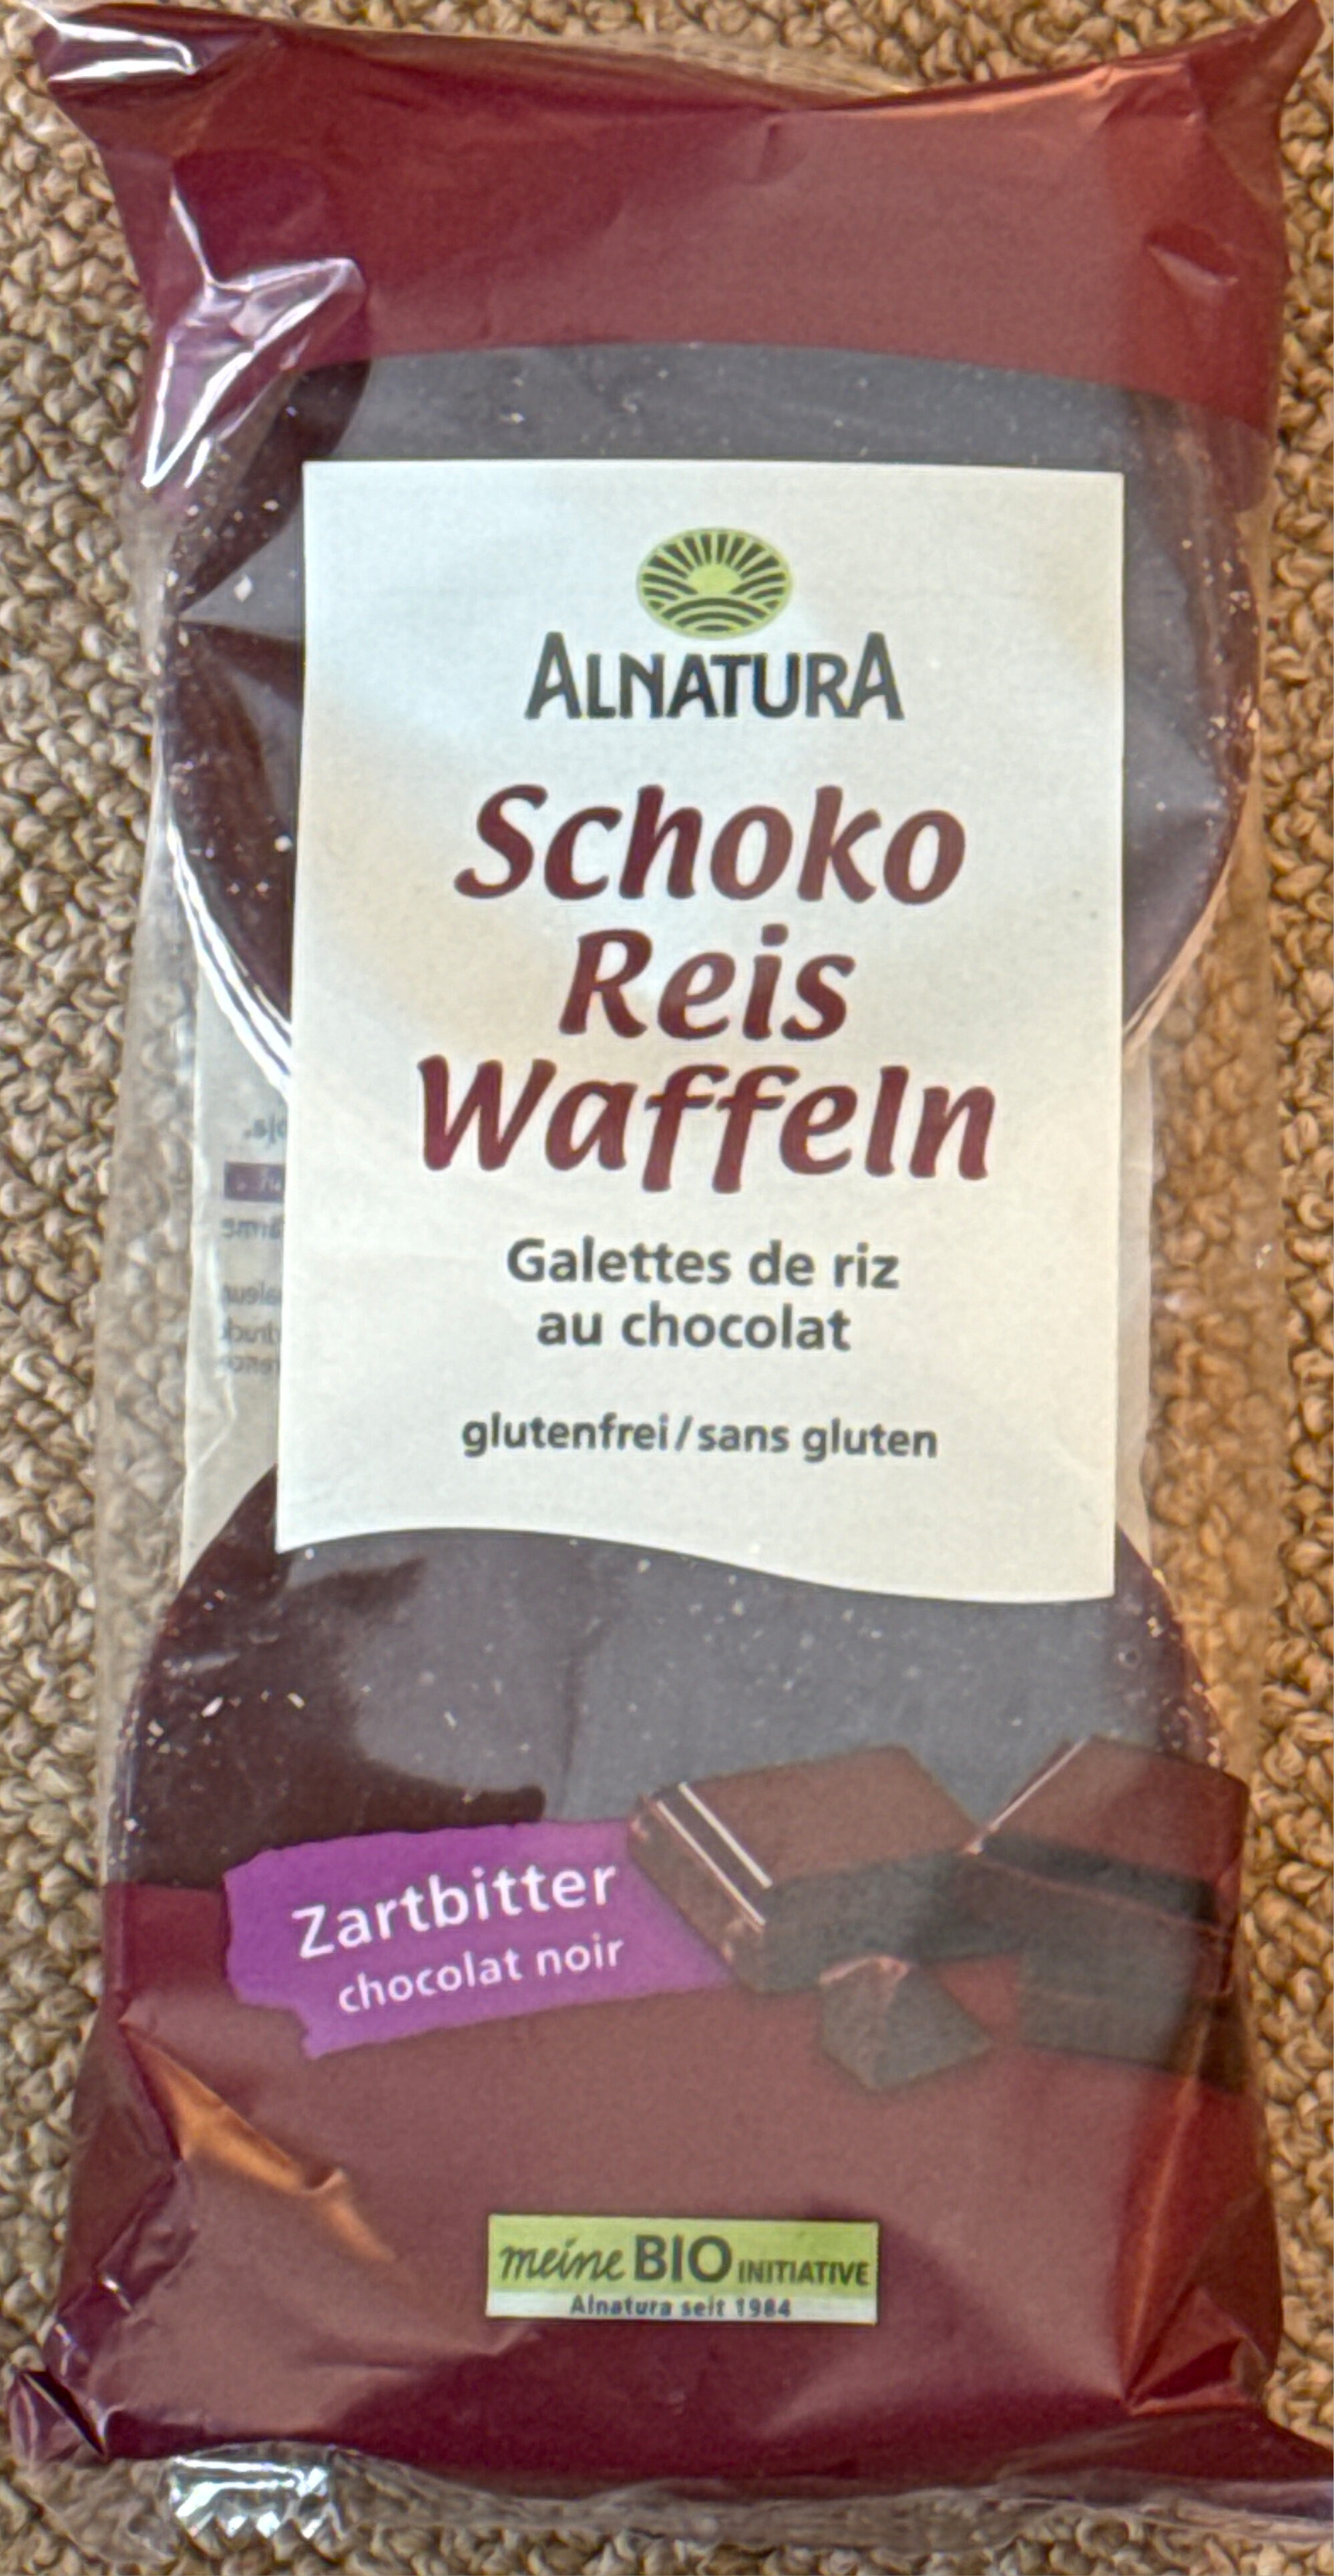 ALNATURA
Schoko
Reis
Waffeln
Galettes de riz
au chocolat
glutenfrei/sans gluten
Zartbitter
chocolat noir
meine BIO INITIATIVE
Alnatura seit 1984